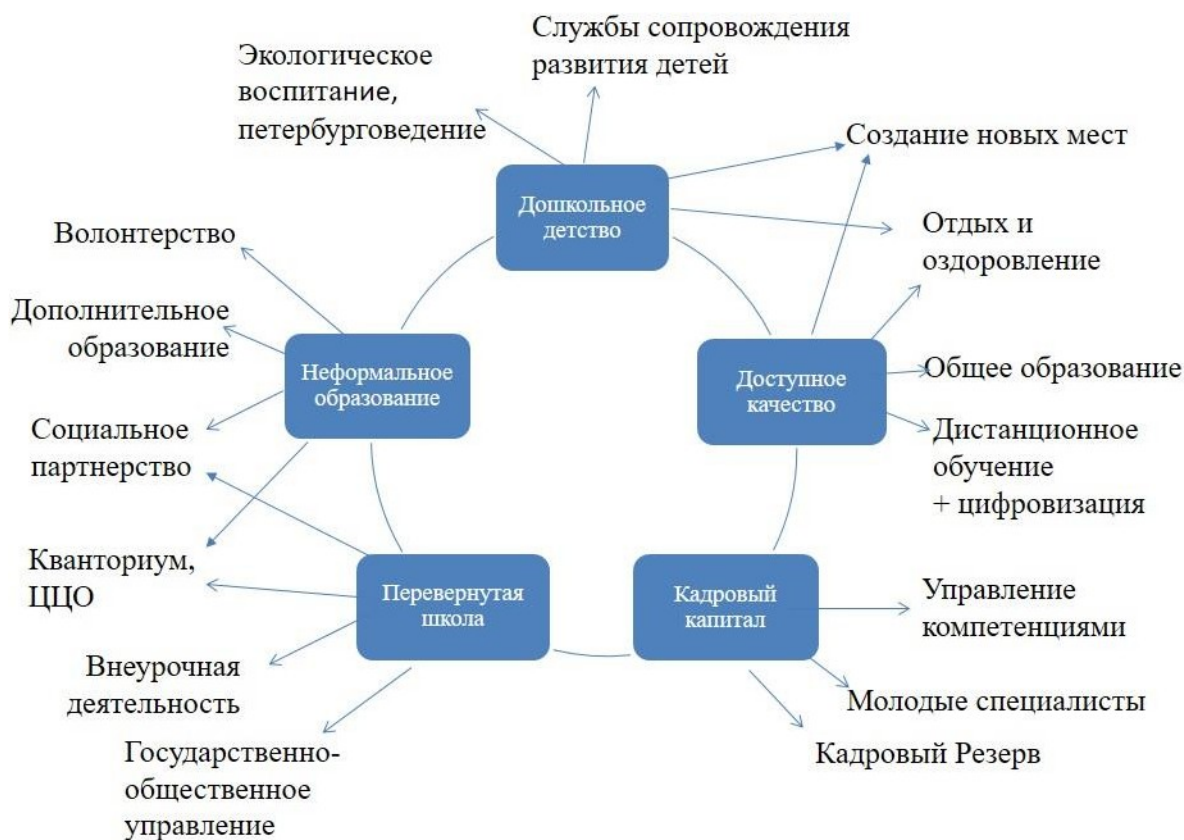 Службы сопровождения
развития детей
Экологическое
воспитание,
петербурговедение
Создание новых мест
Дошкольное
детство
Отдых и
оздоровление
Волонтерство
Дополнительное
образование
Неформальное
образование
Доступное
качество
Общее образование
Социальное
партнерство
Дистанционное
обучение
+ цифровизация
Кванториум,
ЦЦО
Перевернутая
школа
Кадровый
капитал
Управление
компетенциями
Внеурочная
деятельность
Молодые специалисты
Государственно-
общественное
управление
Кадровый Резерв